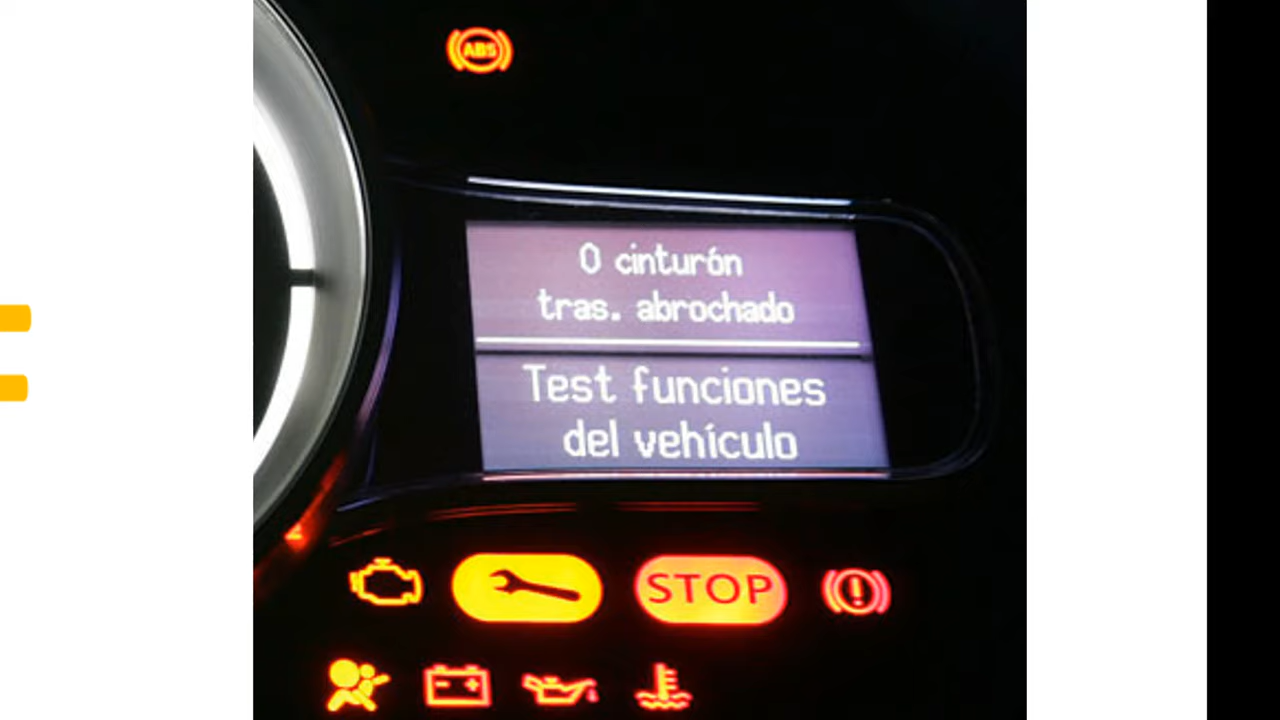 ABS
0 cinturón
tras. abrochado
Test funciones
del vehículo
STOP